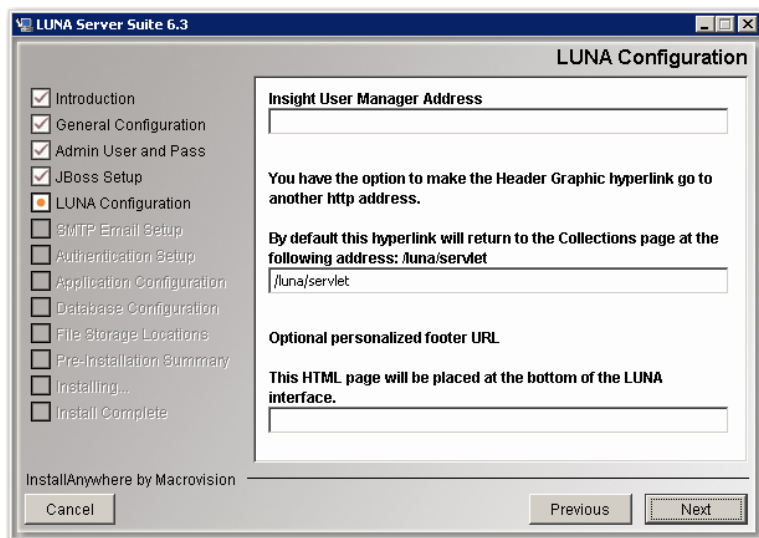 LUNA Server Suite 6.3
LUNA Configuration
Introduction
General Configuration
Admin User and Pass
JBoss Setup
LUNA Configuration
SMTP Email Setup
Authentication Setup
Application Configuration
Database Configuration
File Storage Locations
Pre-Installation Summary
Installing...
Install Complete
Insight User Manager Address
You have the option to make the Header Graphic hyperlink go to
another http address.
By default this hyperlink will return to the Collections page at the
following address: /luna/servlet
/luna/servlet
Optional personalized footer URL
This HTML page will be placed at the bottom of the LUNA
interface.
InstallAnywhere by Macrovision
Cancel
Previous
Next